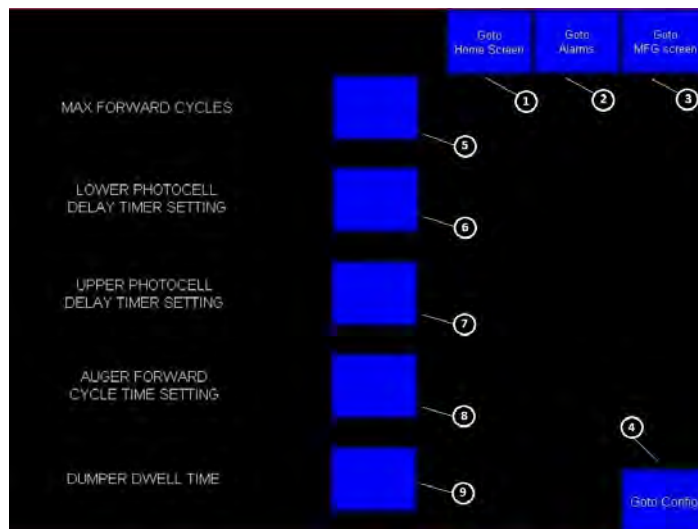 Goto
Home Screen
Goto
Alarms
Goto
MFG screen
1
2
3
MAX FORWARD CYCLES
5
LOWER PHOTOCELL
DELAY TIMER SETTING
6
UPPER PHOTOCELL
DELAY TIMER SETTING
7
AUGER FORWARD
CYCLE TIME SETTING
8
4
DUMPER DWELL TIME
9
Goto Config